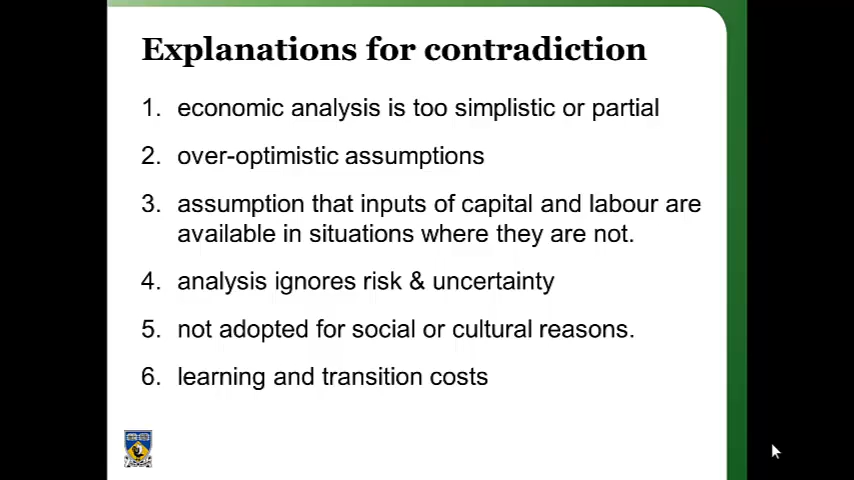 Explanations for contradiction
1. economic analysis is too simplistic or partial
2. over-optimistic assumptions
3. assumption that inputs of capital and labour are
available in situations where they are not.
4. analysis ignores risk & uncertainty
5. not adopted for social or cultural reasons.
6. learning and transition costs